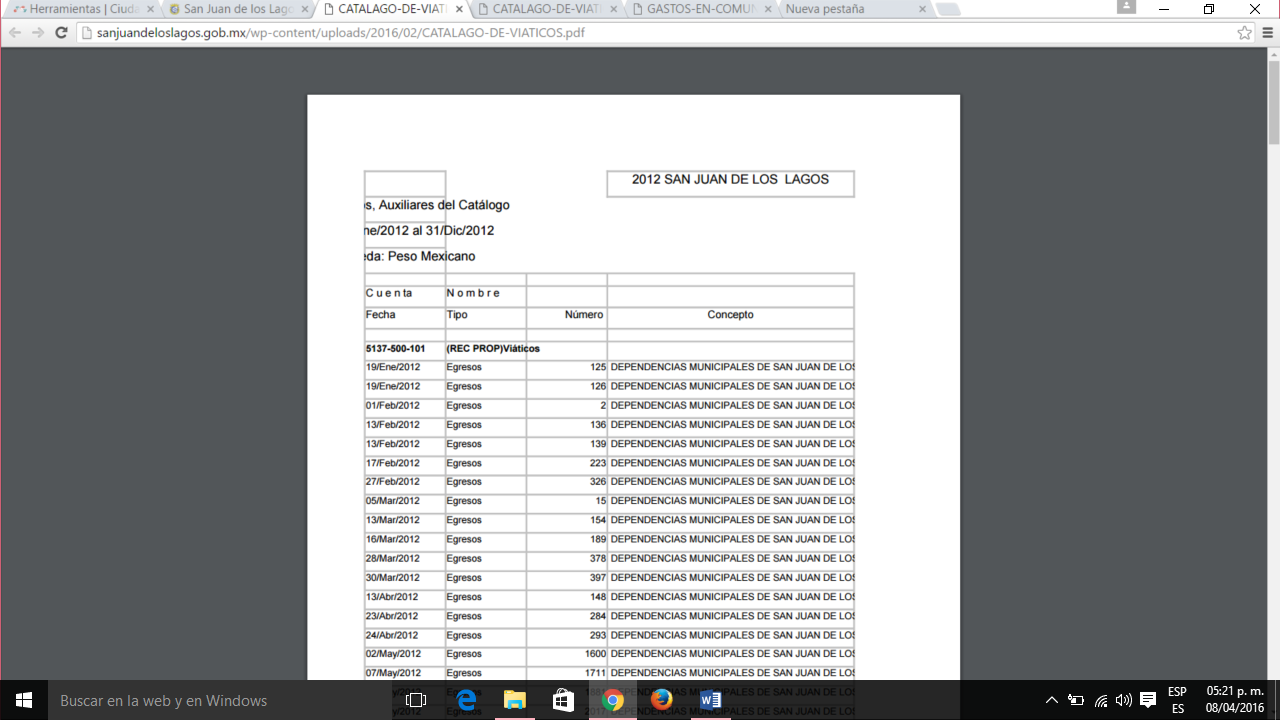 Herramientas | Ciuda
San Juan de los Lago
CATALAGO-DE-VIATI
CATALAGO-DE-VIATI
GASTOS-EN-COMUN
Nueva pestaña
sanjuandeloslagos.gob.mx/wp-content/uploads/2016/02/CATALAGO-DE-VIATICOS.pdf
2012 SAN JUAN DE LOS LAGOS
s, Auxiliares del Catálogo
ne/2012 al 31/Dic/2012
da: Peso Mexicano
C u e n ta N o m b r e
Fecha Tipo Número Concepto
5137-500-101 (REC PROP)Viáticos
19/Ene/2012 Egresos 125 DEPENDENCIAS MUNICIPALES DE SAN JUAN DE LOS
19/Ene/2012 Egresos 126 DEPENDENCIAS MUNICIPALES DE SAN JUAN DE LOS
01/Feb/2012 Egresos 2 DEPENDENCIAS MUNICIPALES DE SAN JUAN DE LOS
13/Feb/2012 Egresos 136 DEPENDENCIAS MUNICIPALES DE SAN JUAN DE LOS
13/Feb/2012 Egresos 139 DEPENDENCIAS MUNICIPALES DE SAN JUAN DE LOS
17/Feb/2012 Egresos 223 DEPENDENCIAS MUNICIPALES DE SAN JUAN DE LOS
27/Feb/2012 Egresos 326 DEPENDENCIAS MUNICIPALES DE SAN JUAN DE LOS
05/Mar/2012 Egresos 15 DEPENDENCIAS MUNICIPALES DE SAN JUAN DE LOS
13/Mar/2012 Egresos 154 DEPENDENCIAS MUNICIPALES DE SAN JUAN DE LOS
16/Mar/2012 Egresos 189 DEPENDENCIAS MUNICIPALES DE SAN JUAN DE LOS
28/Mar/2012 Egresos 378 DEPENDENCIAS MUNICIPALES DE SAN JUAN DE LOS
30/Mar/2012 Egresos 397 DEPENDENCIAS MUNICIPALES DE SAN JUAN DE LOS
13/Abr/2012 Egresos 148 DEPENDENCIAS MUNICIPALES DE SAN JUAN DE LOS
23/Abr/2012 Egresos 284 DEPENDENCIAS MUNICIPALES DE SAN JUAN DE LOS
24/Abr/2012 Egresos 293 DEPENDENCIAS MUNICIPALES DE SAN JUAN DE LOS
02/May/2012 Egresos 1600 DEPENDENCIAS MUNICIPALES DE SAN JUAN DE LOS
07/May/2012 Egresos 1711 DEPENDENCIAS MUNICIPALES DE SAN JUAN DE LOS
Buscar en la web y en Windows
ESP 05:21 p. m.
ES 08/04/2016